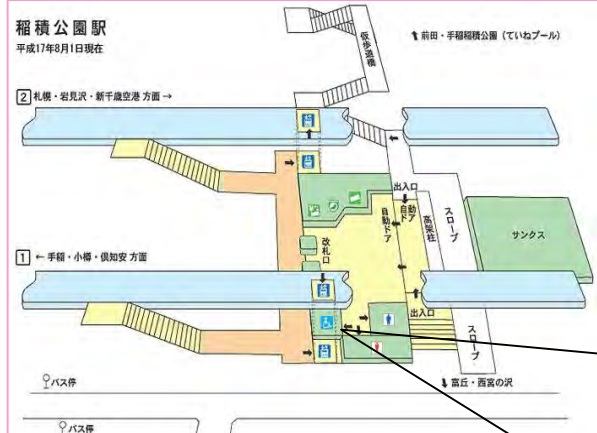 稲積公園駅
平成17年8月1日現在
仮歩道橋
⬆前田・手稲稲積公園（ていねプール）
2 札幌・岩見沢・新千歳空港 方面→
出入口
自動ドア
自動ドア
高架柱
スロープ
サンクス
改札口
1 ←手稲・小樽・倶知安 方面
出入口
スロープ
バス停
⬇富丘・西宮の沢
バス停